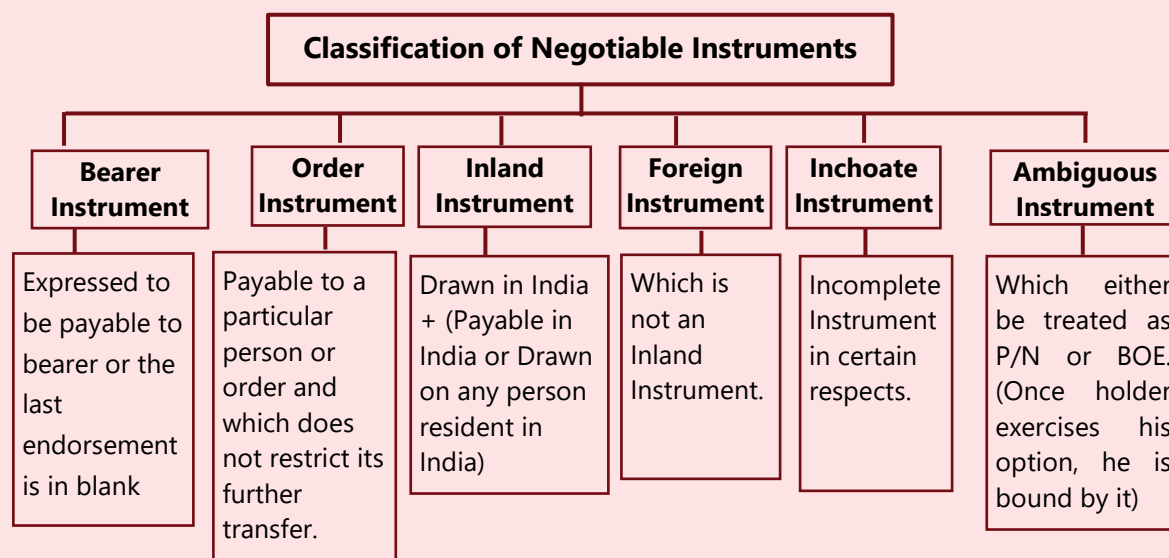 Classification of Negotiable Instruments
Bearer
Instrument
Order
Instrument
Inland
Instrument
Foreign
Instrument
Inchoate
Instrument
Ambiguous
Instrument
Expressed to
be payable to
bearer or the
last
endorsement
is in blank
Payable to a
particular
person or
order and
which does
not restrict its
further
transfer.
Drawn in India
+ (Payable in
India or Drawn
on any person
resident in
India)
Which is
not an
Inland
Instrument.
Incomplete
Instrument
in certain
respects.
Which either
be treated as
P/N or BOE.
(Once holder
exercises his
option, he is
bound by it)